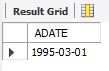 Result Grid
ADATE
1995-03-01